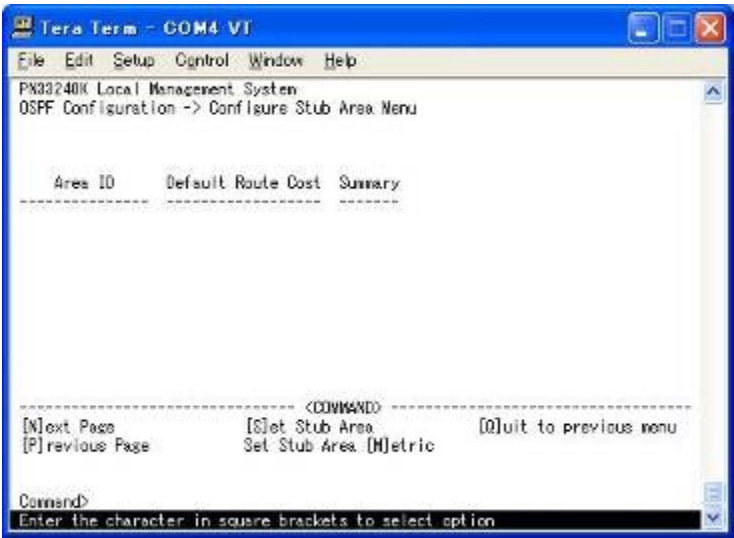 Tera Term - COM4 VT
File Edit Setup Control Window Help
PN33240K Local Management System
OSPF Configuration -> Configure Stub Area Menu
Area ID Default Route Cost Summary
--------------- ------------------ -------
<COMMAND>
[N]ext Page [S]et Stub Area [Q]uit to previous menu
[P]revious Page Set Stub Area [M]etric
Command>
Enter the character in square brackets to select option